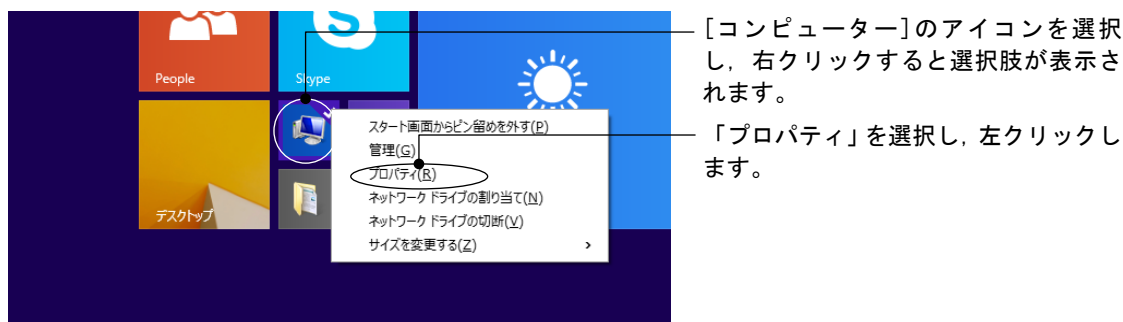 People
Skype
デスクトップ
スタート画面からピン留めを外す(P)
管理(G)
プロパティ(R)
ネットワーク ドライブの割り当て(N)
ネットワーク ドライブの切断(V)
サイズを変更する(Z)
[コンピューター]のアイコンを選択
し，右クリックすると選択肢が表示さ
れます。
「プロパティ」を選択し，左クリックし
ます。